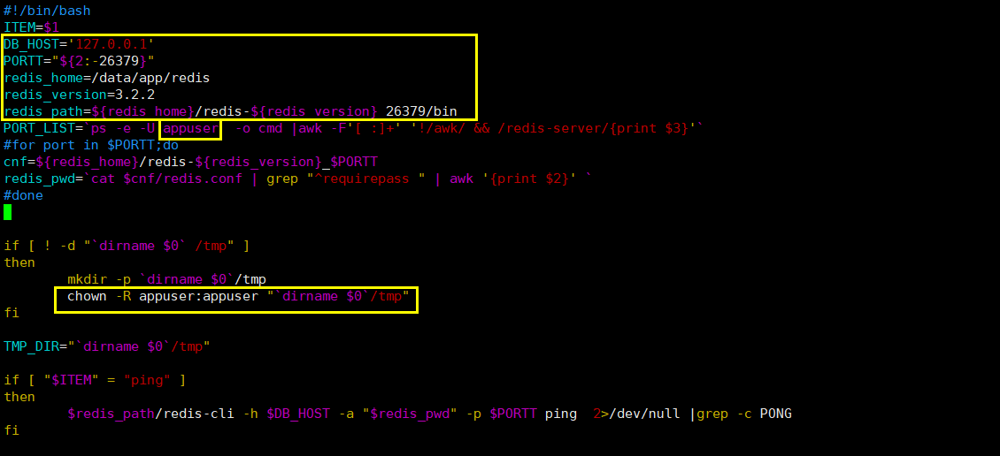 #!/bin/bash
ITEM=$1
DB_HOST='127.0.0.1'
PORTT="${2:-26379}"
redis_home=/data/app/redis
redis_version=3.2.2
redis_path=${redis_home}/redis-${redis_version}_26379/bin
PORT_LIST=`ps -e -U appuser  -o cmd |awk -F'[ :]+' '!/awk/ && /redis-server/{print $3}'`
#for port in $PORTT;do
cnf=${redis_home}/redis-${redis_version}_$PORTT
redis_pwd=`cat $cnf/redis.conf | grep "^requirepass " | awk '{print $2}' `
#done
if [ ! -d "`dirname $0` /tmp" ]
then
        mkdir -p `dirname $0`/tmp
        chown -R appuser:appuser "`dirname $0`/tmp"
fi
TMP_DIR="`dirname $0`/tmp"
if [ "$ITEM" = "ping" ]
then
        $redis_path/redis-cli -h $DB_HOST -a "$redis_pwd" -p $PORTT ping  2>/dev/null |grep -c PONG
fi